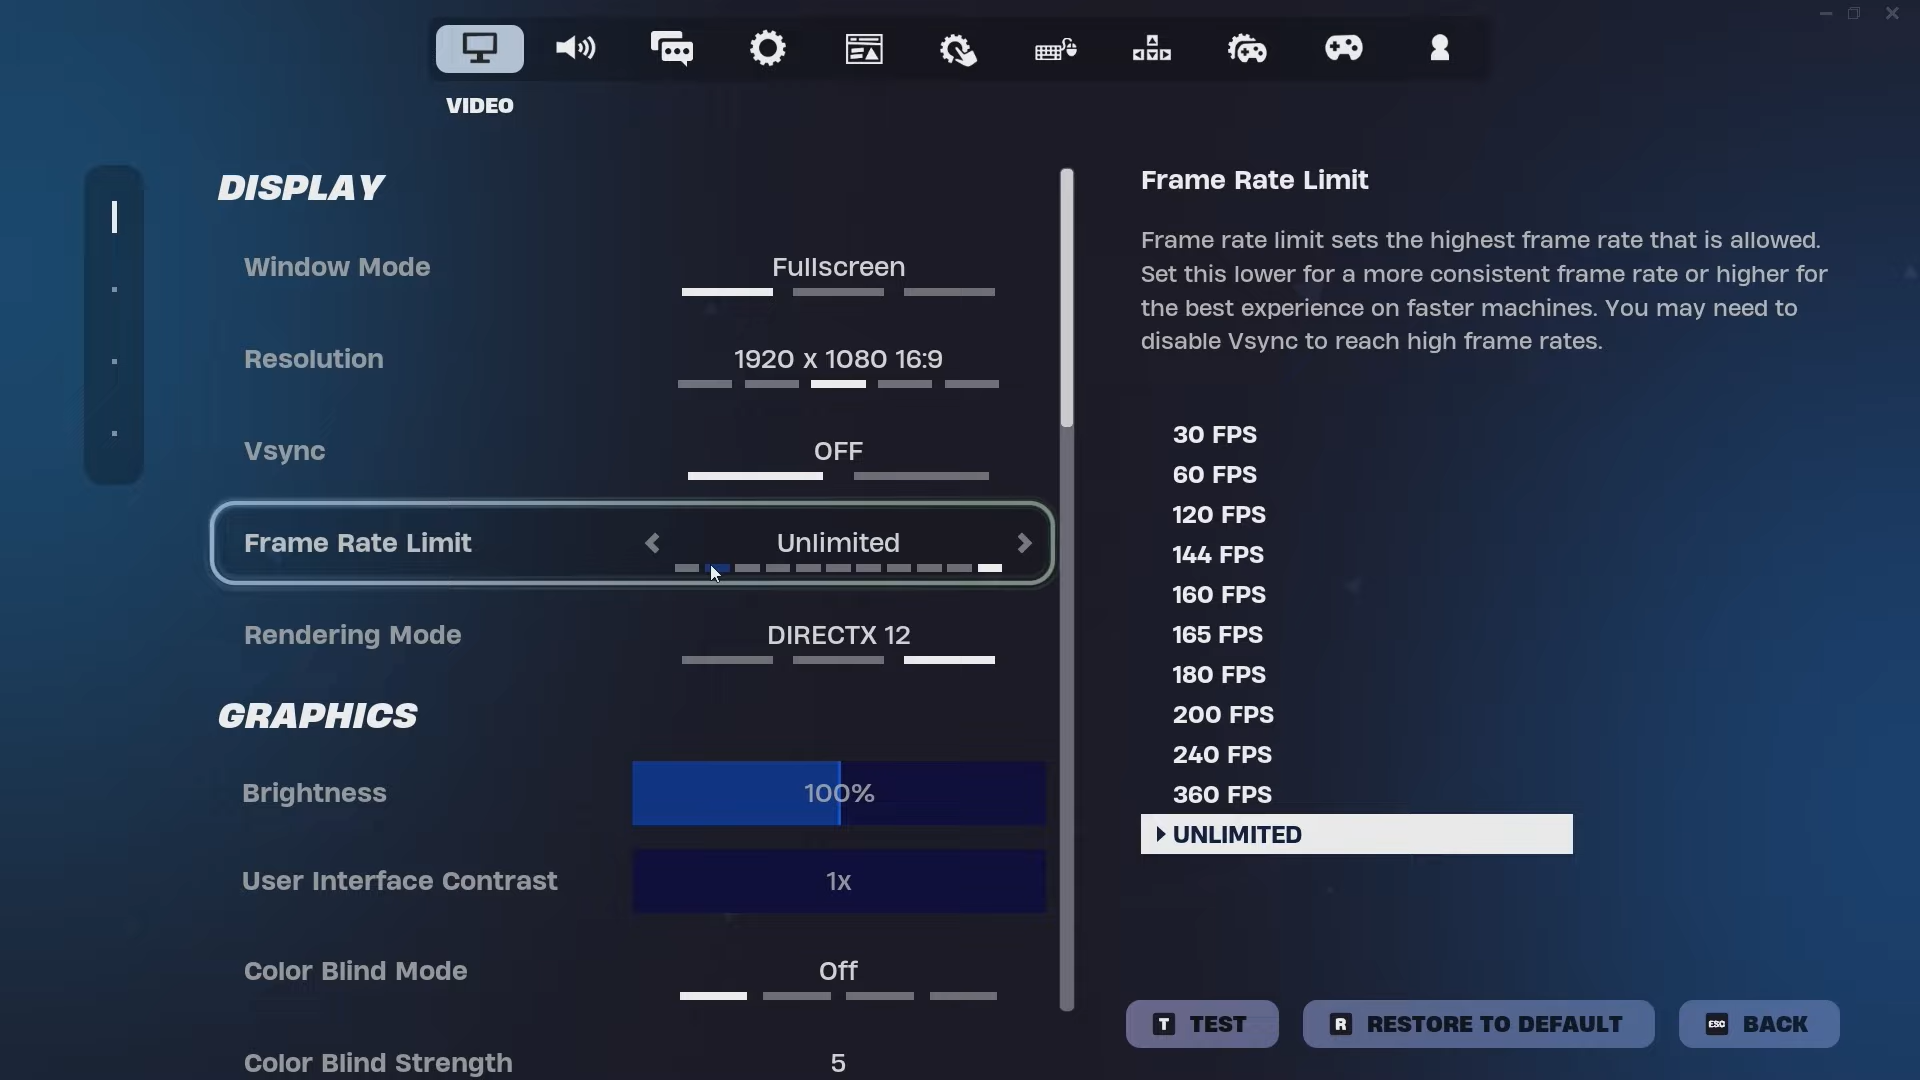 VIDEO
DISPLAY
Window Mode
Fullscreen
Resolution
1920 x 1080 16:9
Vsync
OFF
Frame Rate Limit
Unlimited
Rendering Mode
DIRECTX 12
GRAPHICS
Brightness
100%
User Interface Contrast
1x
Color Blind Mode
Off
Color Blind Strength
5
Frame Rate Limit
Frame rate limit sets the highest frame rate that is allowed.
Set this lower for a more consistent frame rate or higher for
the best experience on faster machines. You may need to
disable Vsync to reach high frame rates.
30 FPS
60 FPS
120 FPS
144 FPS
160 FPS
165 FPS
180 FPS
200 FPS
240 FPS
360 FPS
UNLIMITED
T TEST
R RESTORE TO DEFAULT
ESC BACK